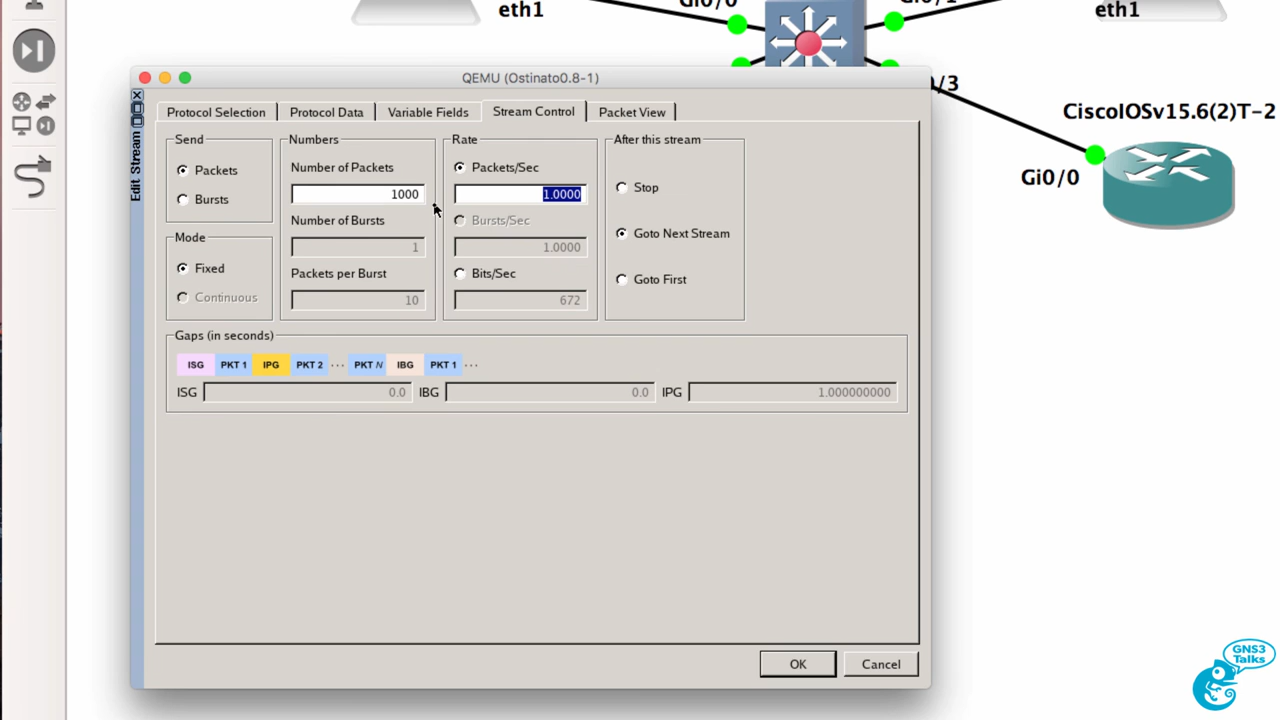 Gi0/0
Gi0/1
eth1
eth1
QEMU (Ostinato0.8-1)
0/3
CiscoIOSv15.6(2)T-2
Gi0/0
Edit Stream
Protocol Selection
Protocol Data
Variable Fields
Stream Control
Packet View
Send
Packets
Bursts
Mode
Fixed
Continuous
Numbers
Number of Packets
1000
Number of Bursts
1
Packets per Burst
10
Rate
Packets/Sec
1.0000
Bursts/Sec
1.0000
Bits/Sec
672
After this stream
Stop
Goto Next Stream
Goto First
Gaps (in seconds)
ISG PKT 1 IPG PKT 2 ··· PKT N IBG PKT 1 ···
ISG 0.0 IBG 0.0 IPG 1.000000000
OK
Cancel
GNS3
Talks